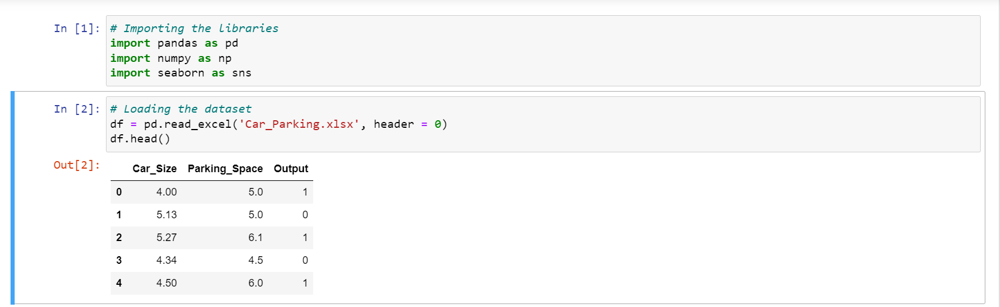 In [1]: # Importing the libraries
import pandas as pd
import numpy as np
import seaborn as sns
In [2]: # Loading the dataset
df = pd.read_excel('Car_Parking.xlsx', header = 0)
df.head()
Out[2]:
Car_Size Parking_Space Output
0 4.00 5.0 1
1 5.13 5.0 0
2 5.27 6.1 1
3 4.34 4.5 0
4 4.50 6.0 1